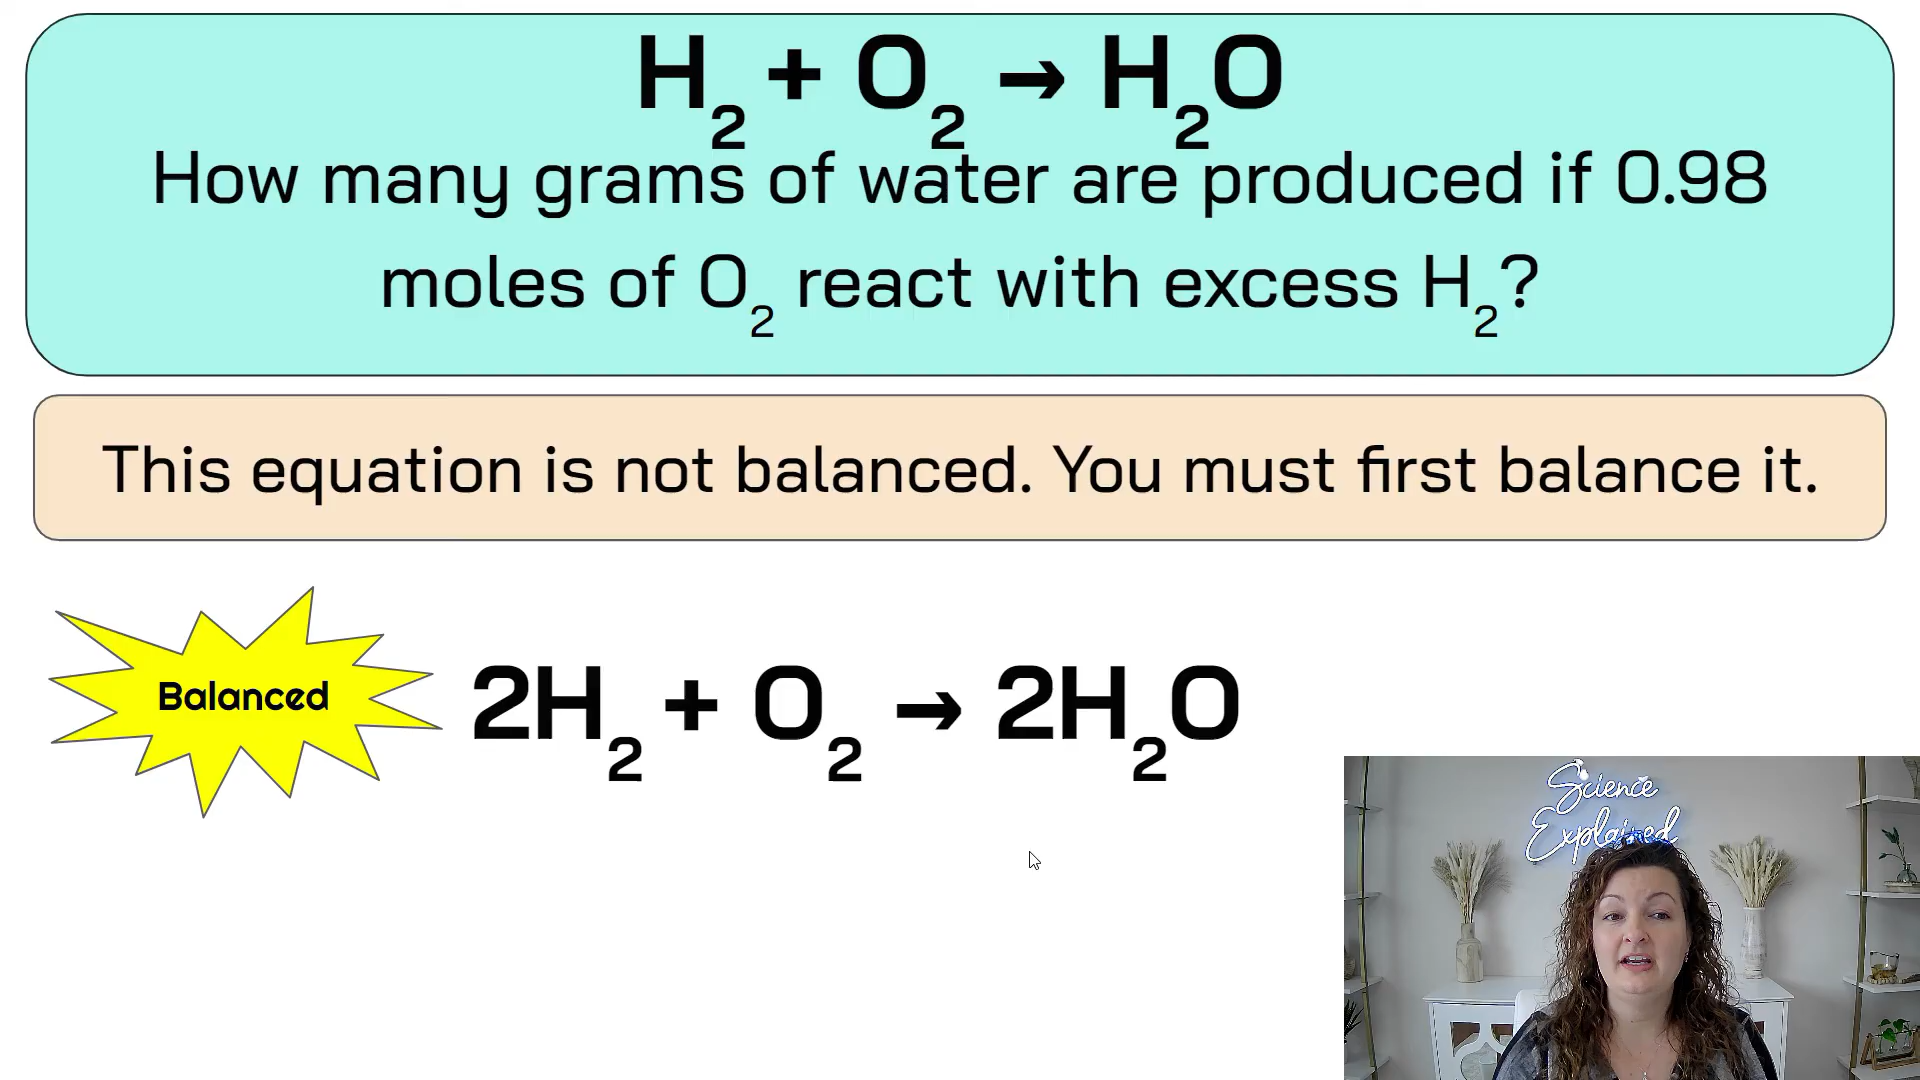 H₂ + O₂ → H₂O
How many grams of water are produced if 0.98
moles of O₂ react with excess H₂?
This equation is not balanced. You must first balance it.
Balanced
2H₂ + O₂ → 2H₂O
Science
Explained